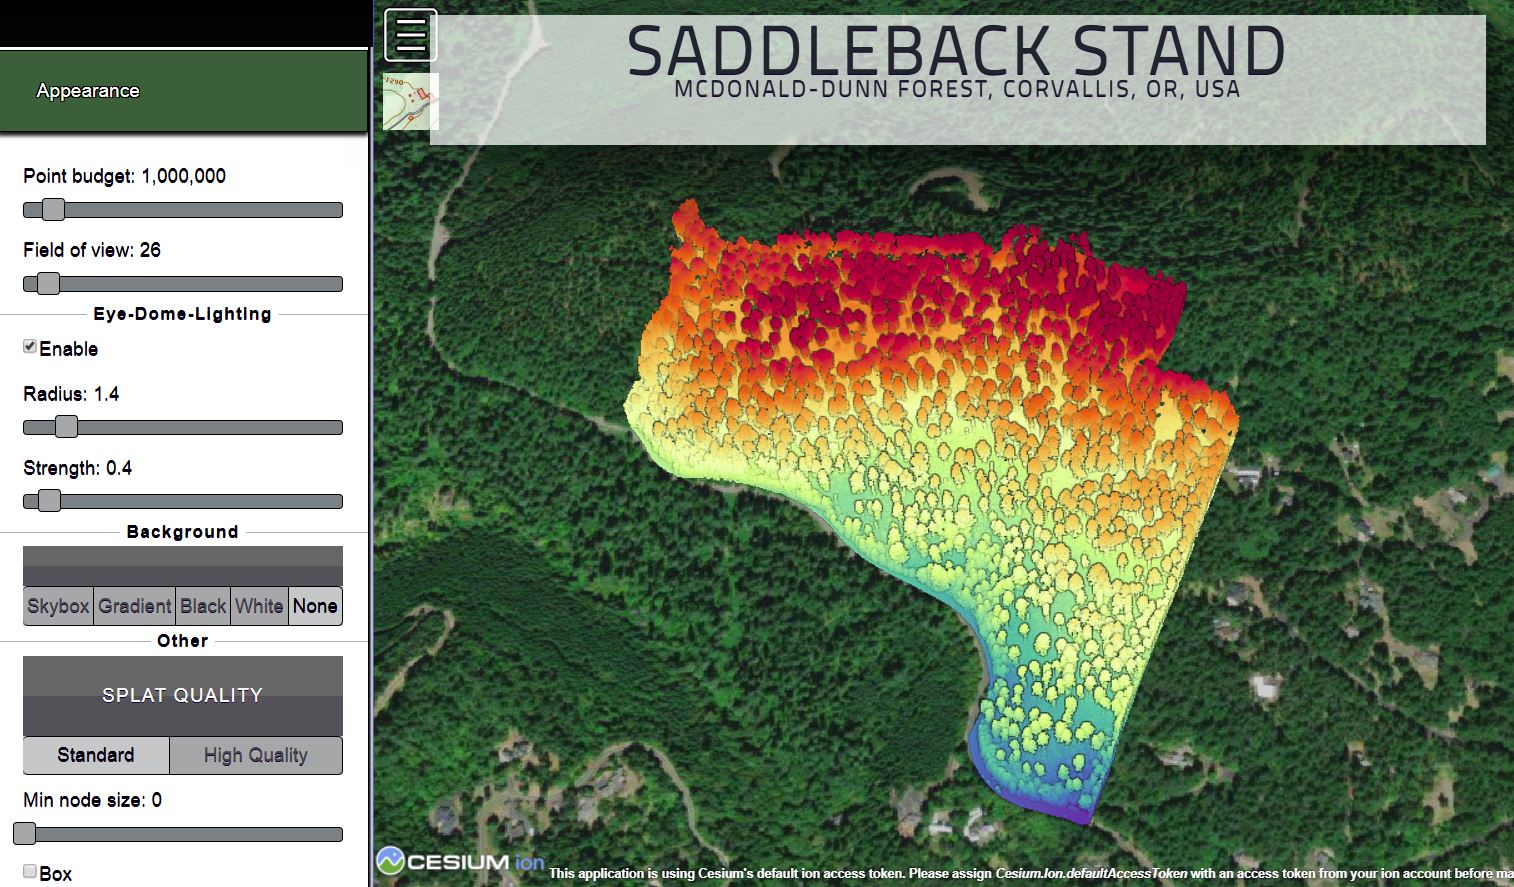 Appearance
Point budget: 1,000,000
Field of view: 26
Eye-Dome-Lighting
Enable
Radius: 1.4
Strength: 0.4
Background
Skybox
Gradient
Black
White
None
Other
SPLAT QUALITY
Standard
High Quality
Min node size: 0
Box
1290
SADDLEBACK STAND
MCDONALD-DUNN FOREST, CORVALLIS, OR, USA
CESIUM ion
This application is using Cesium's default ion access token. Please assign Cesium.Ion.defaultAccessToken with an access token from your ion account before ma